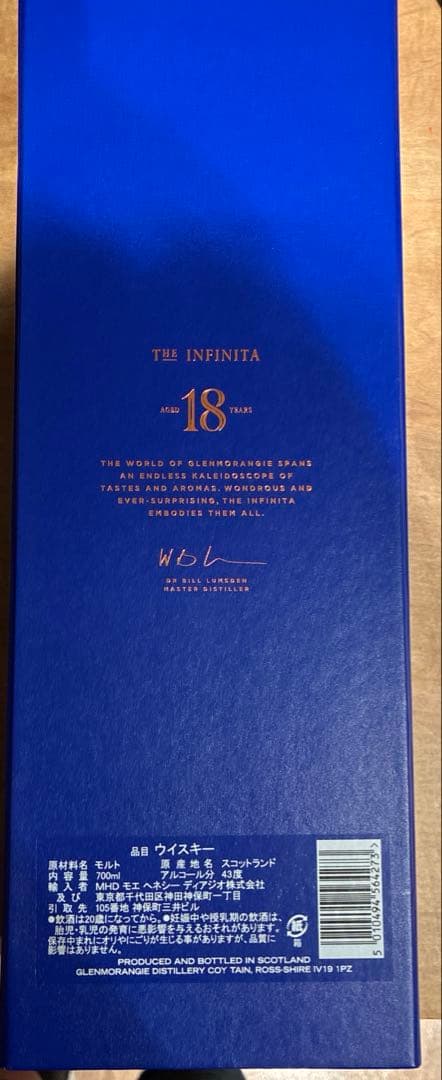 THE INFINITA
AGED 18 YEARS
THE WORLD OF GLENMORANGIE SPANS
AN ENDLESS KALEIDOSCOPE OF
TASTES AND AROMAS. WONDROUS AND
EVER-SURPRISING, THE INFINITA
EMBODIES THEM ALL.
DR BILL LUMSDEN
MASTER DISTILLER
品目 ウイスキー
原材料名 モルト 原産地名 スコットランド
内容量 700ml アルコール分 43度
輸入者 MHD モエ ヘネシー ディアジオ株式会社
及び 東京都千代田区神田神保町一丁目
引取先 105番地 神保町三井ビル
●飲酒は20歳になってから。●妊娠中や授乳期の飲酒は、
胎児・乳児の発育に悪影響を与えるおそれがあります。
保存中まれにオリやにごりが生じる事がありますが、品質に
影響はありません。
紙
箱
PRODUCED AND BOTTLED IN SCOTLAND
GLENMORANGIE DISTILLERY COY TAIN, ROSS-SHIRE IV19 1PZ
5 010494 564273 >